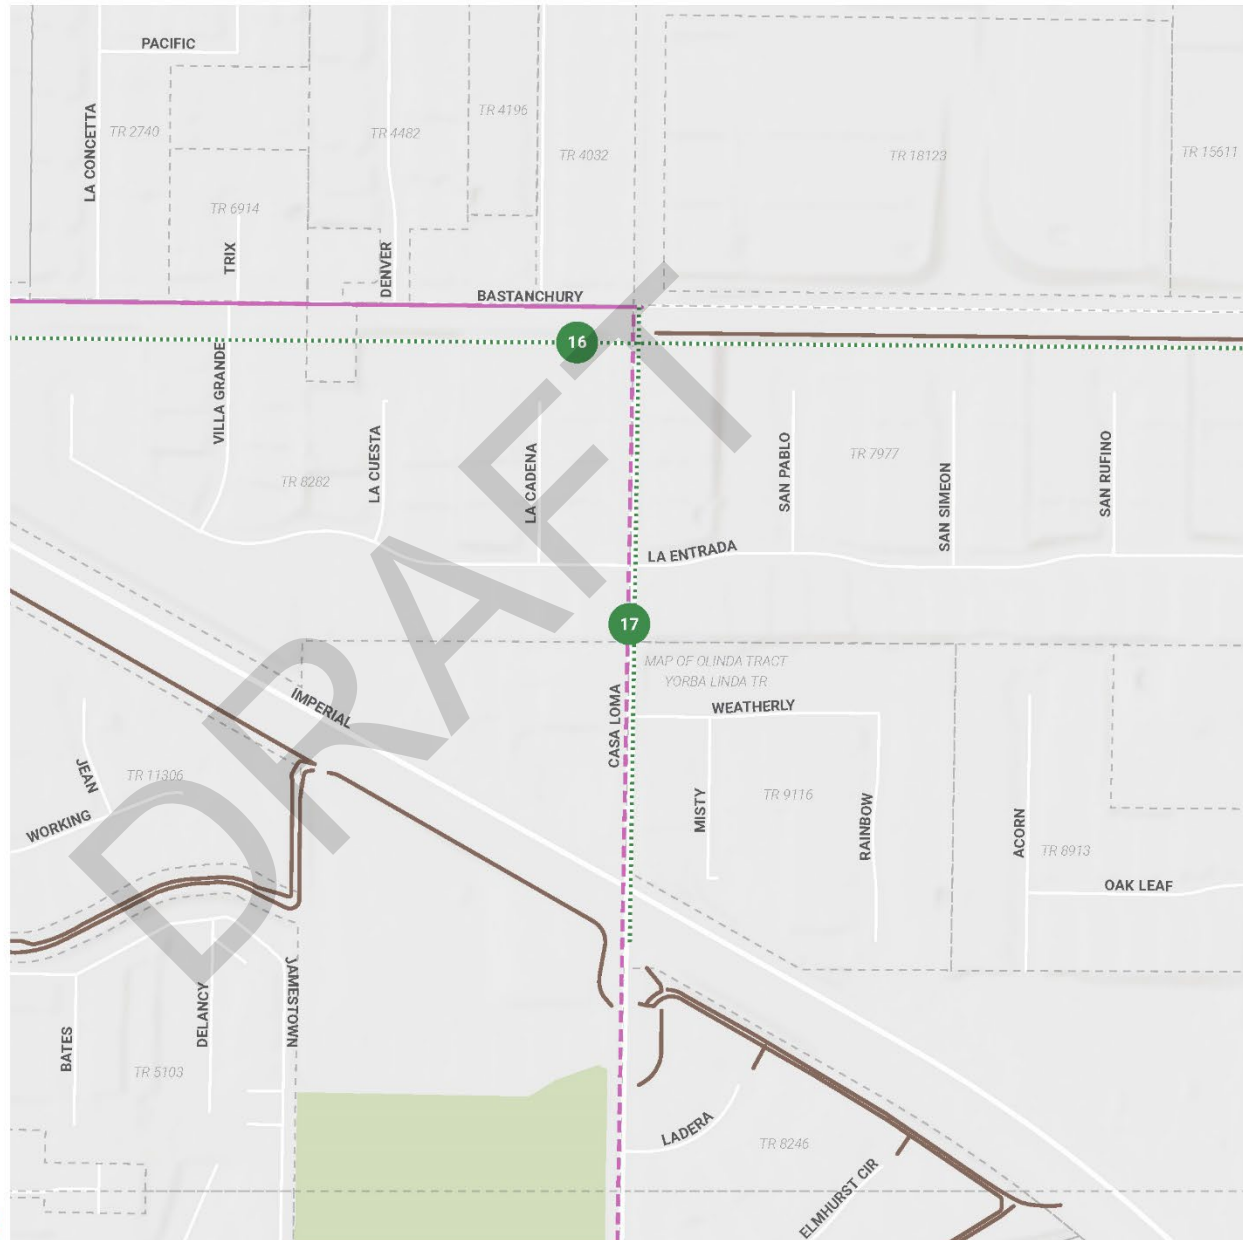 PACIFIC
LA CONCETTA
TR 2740
TR 4482
TR 4196
TR 4032
TR 18123
TR 15611
TR 6914
TRIX
DENVER
BASTANCHURY
16
VILLA GRANDE
LA CUESTA
LA CADENA
TR 8282
SAN PABLO
TR 7977
SAN SIMEON
SAN RUFINO
LA ENTRADA
17
MAP OF OLINDA TRACT
YORBA LINDA TR
IMPERIAL
CASA LOMA
WEATHERLY
JEAN
TR 11306
WORKING
MISTY
TR 9116
RAINBOW
ACORN
TR 8913
OAK LEAF
BATES
DELANCY
JAMESTOWN
TR 5103
LADERA
TR 8246
ELMHURST CIR
DRAFT